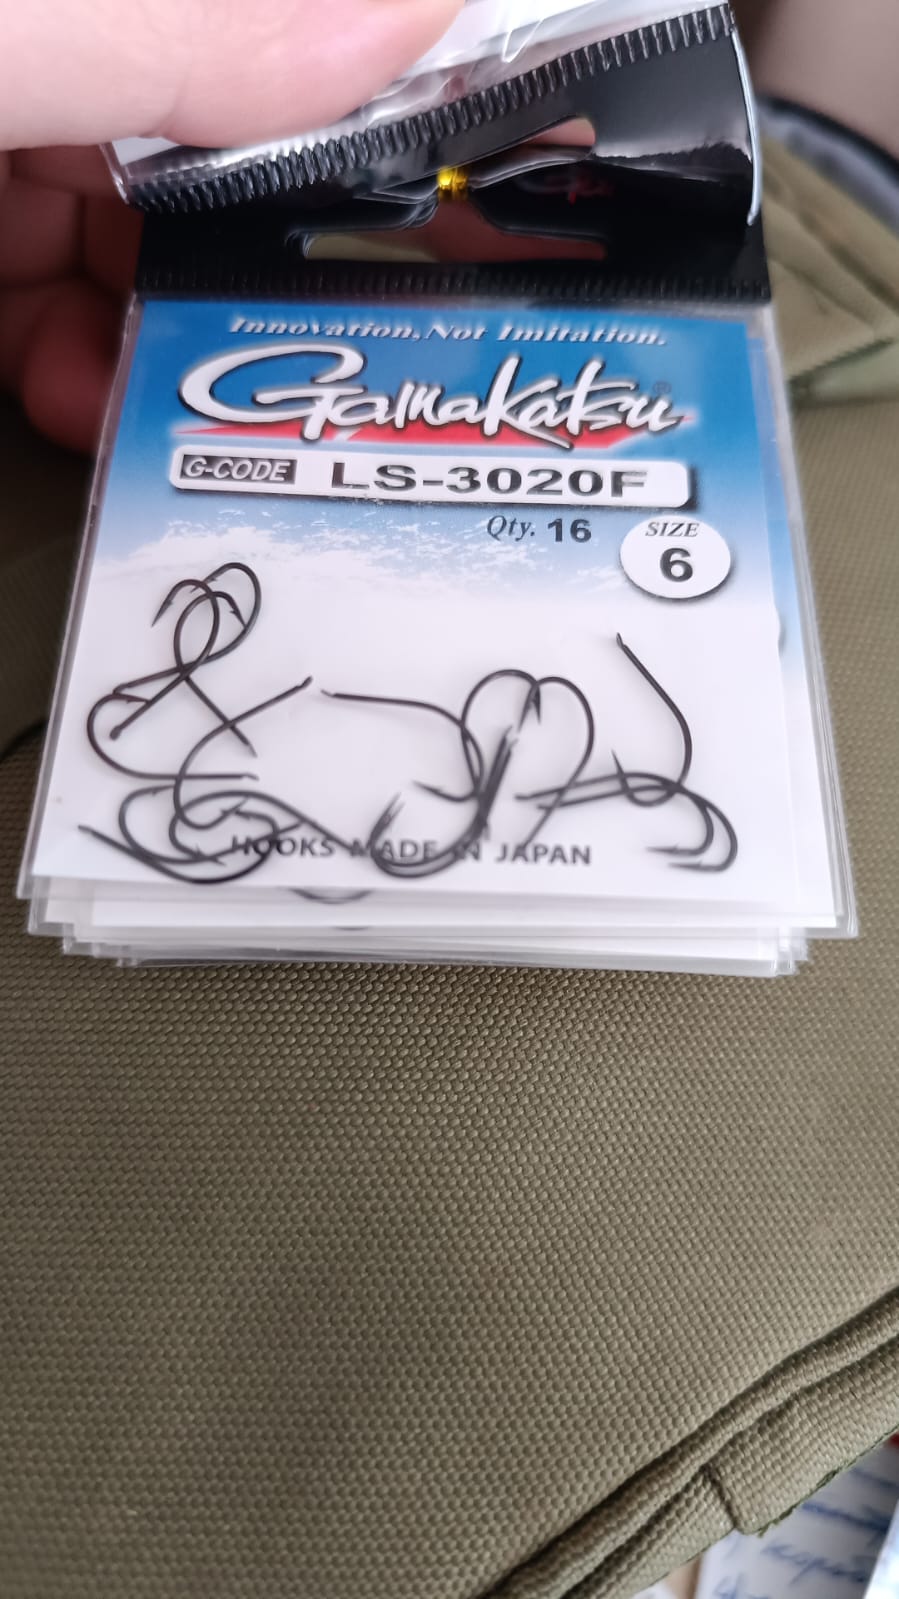 Innovation, Not Imitation.
Gamakatsu®
G-CODE LS-3020F
Qty. 16
SIZE
6
HOOKS MADE IN JAPAN